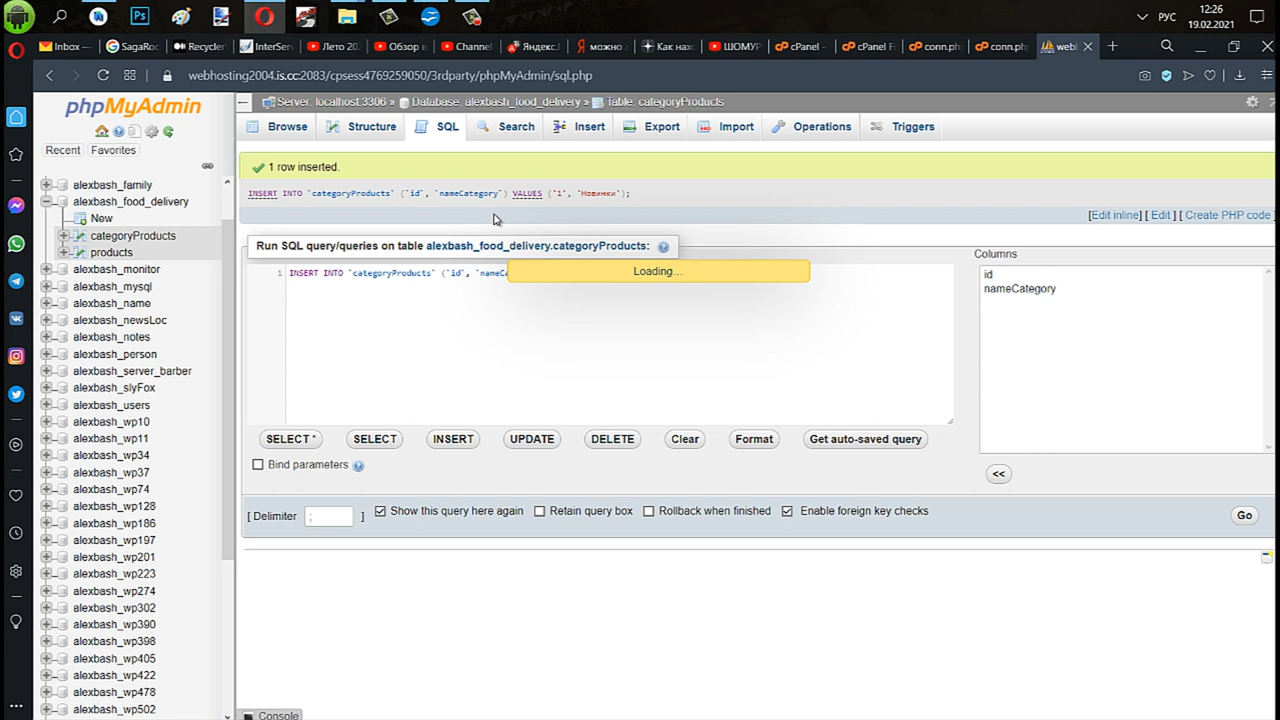 12:26
РУС
19.02.2021
Inbox —
SagaRo
Recycler
InterServ
Лето 20
Обзор в
Channel
Яндекс.Г
можно л
Как нах
ШОМУР
cPanel -
cPanel F
conn.ph
conn.ph
webh
webhosting2004.is.cc:2083/cpsess4769259050/3rdparty/phpMyAdmin/sql.php
phpMyAdmin
Recent
Favorites
alexbash_family
alexbash_food_delivery
New
categoryProducts
products
alexbash_monitor
alexbash_mysql
alexbash_name
alexbash_newsLoc
alexbash_notes
alexbash_person
alexbash_server_barber
alexbash_slyFox
alexbash_users
alexbash_wp10
alexbash_wp11
alexbash_wp34
alexbash_wp37
alexbash_wp74
alexbash_wp128
alexbash_wp186
alexbash_wp197
alexbash_wp201
alexbash_wp223
alexbash_wp274
alexbash_wp302
alexbash_wp390
alexbash_wp398
alexbash_wp405
alexbash_wp422
alexbash_wp478
alexbash_wp502
Server: localhost:3306 » Database: alexbash_food_delivery » Table: categoryProducts
Browse Structure SQL Search Insert Export Import Operations Triggers
1 row inserted.
INSERT INTO `categoryProducts` (`id`, `nameCategory`) VALUES ('1', 'Новинки');
[Edit inline] [ Edit ] [ Create PHP code
Run SQL query/queries on table alexbash_food_delivery.categoryProducts:
1 INSERT INTO `categoryProducts` (`id`, `nameCa
Loading...
Columns
id
nameCategory
SELECT * SELECT INSERT UPDATE DELETE Clear Format Get auto-saved query
<<
Bind parameters
[ Delimiter ; ] Show this query here again Retain query box Rollback when finished Enable foreign key checks
Go
Console